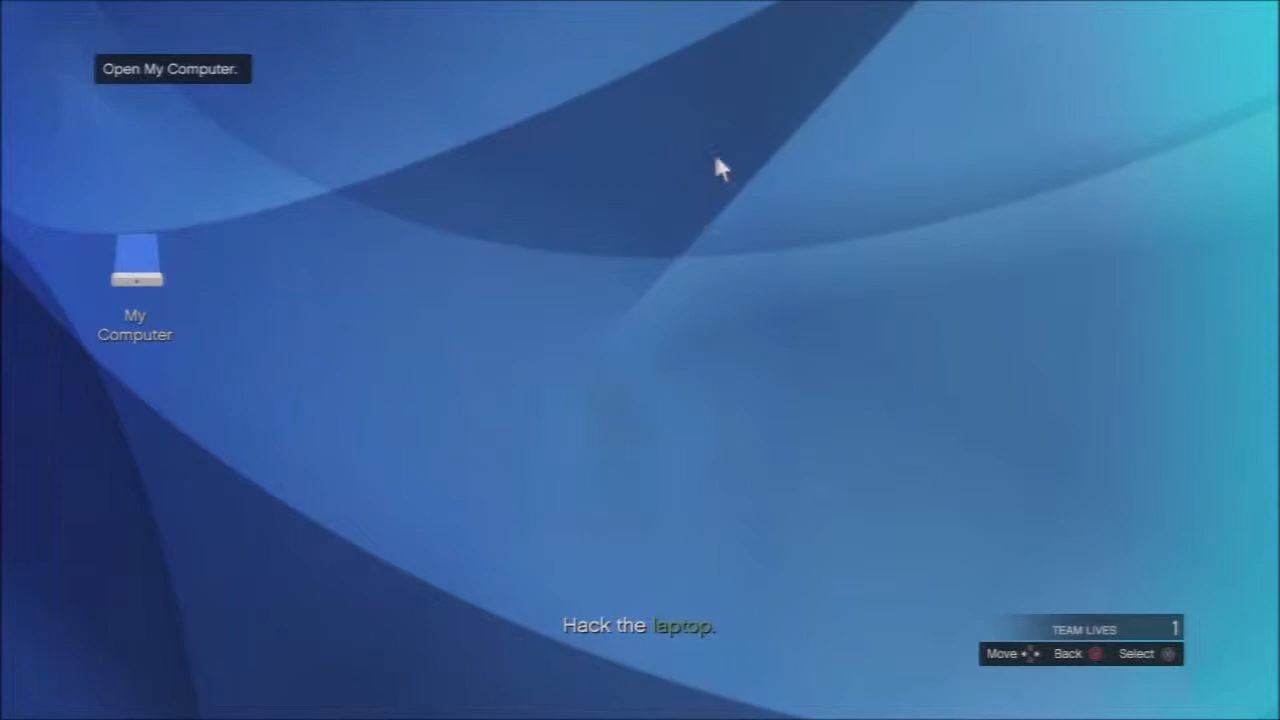 Open My Computer.
My
Computer
Hack the laptop.
TEAM LIVES 1
Move Back Select